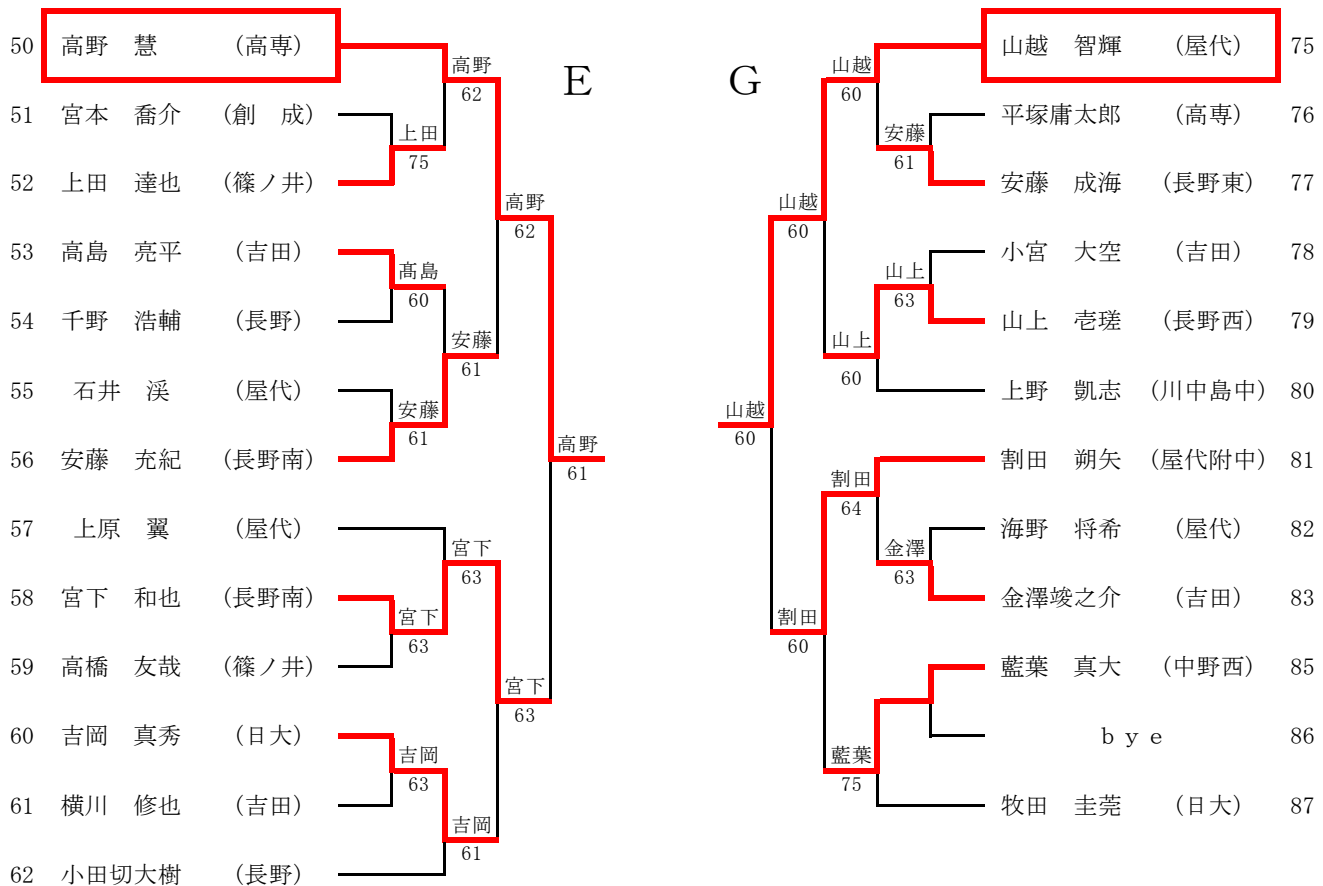 50 高野 慧 (高専)
51 宮本 喬介 (創 成)
52 上田 達也 (篠ノ井)
53 高島 亮平 (吉田)
54 千野 浩輔 (長野)
55 石井 渓 (屋代)
56 安藤 充紀 (長野南)
57 上原 翼 (屋代)
58 宮下 和也 (長野南)
59 高橋 友哉 (篠ノ井)
60 吉岡 真秀 (日大)
61 横川 修也 (吉田)
62 小田切大樹 (長野)
上田
75
髙島
60
安藤
61
宮下
63
吉岡
63
高野
62
安藤
61
宮下
63
吉岡
61
高野
62
宮下
63
高野
61
E
G
山越
60
山越
60
割田
60
山越
60
山上
60
割田
64
藍葉
75
安藤
61
山上
63
金澤
63
山越 智輝 (屋代) 75
平塚庸太郎 (高専) 76
安藤 成海 (長野東) 77
小宮 大空 (吉田) 78
山上 壱瑳 (長野西) 79
上野 凱志 (川中島中) 80
割田 朔矢 (屋代附中) 81
海野 将希 (屋代) 82
金澤竣之介 (吉田) 83
藍葉 真大 (中野西) 85
ｂｙｅ 86
牧田 圭莞 (日大) 87